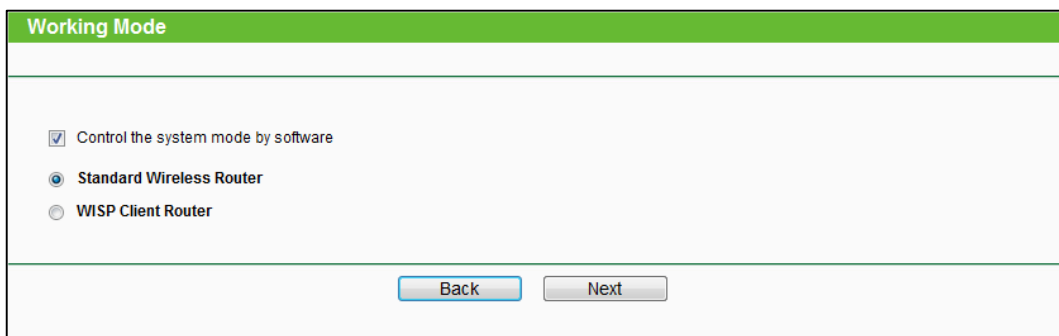 Working Mode
Control the system mode by software
Standard Wireless Router
WISP Client Router
Back Next